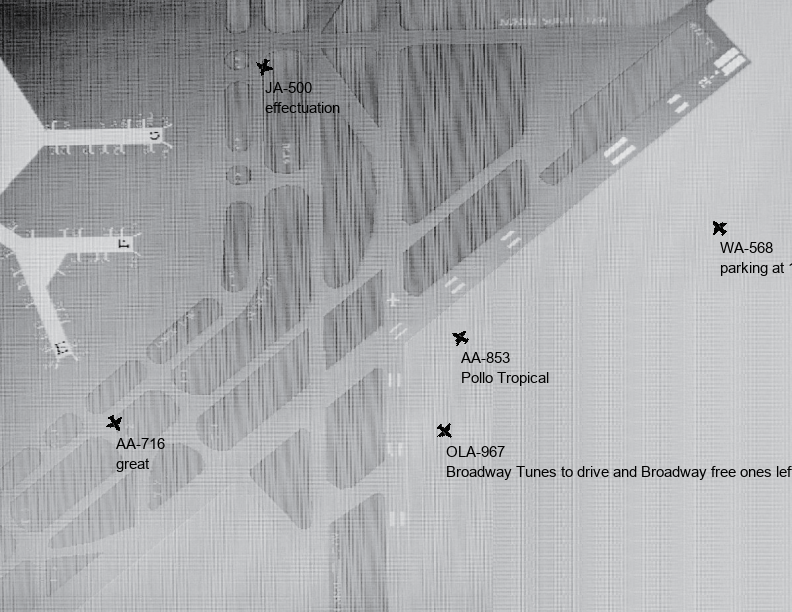 JA-500
effectuation
WA-568
parking at
AA-853
Pollo Tropical
AA-716
great
OLA-967
Broadway Tunes to drive and Broadway free ones lef